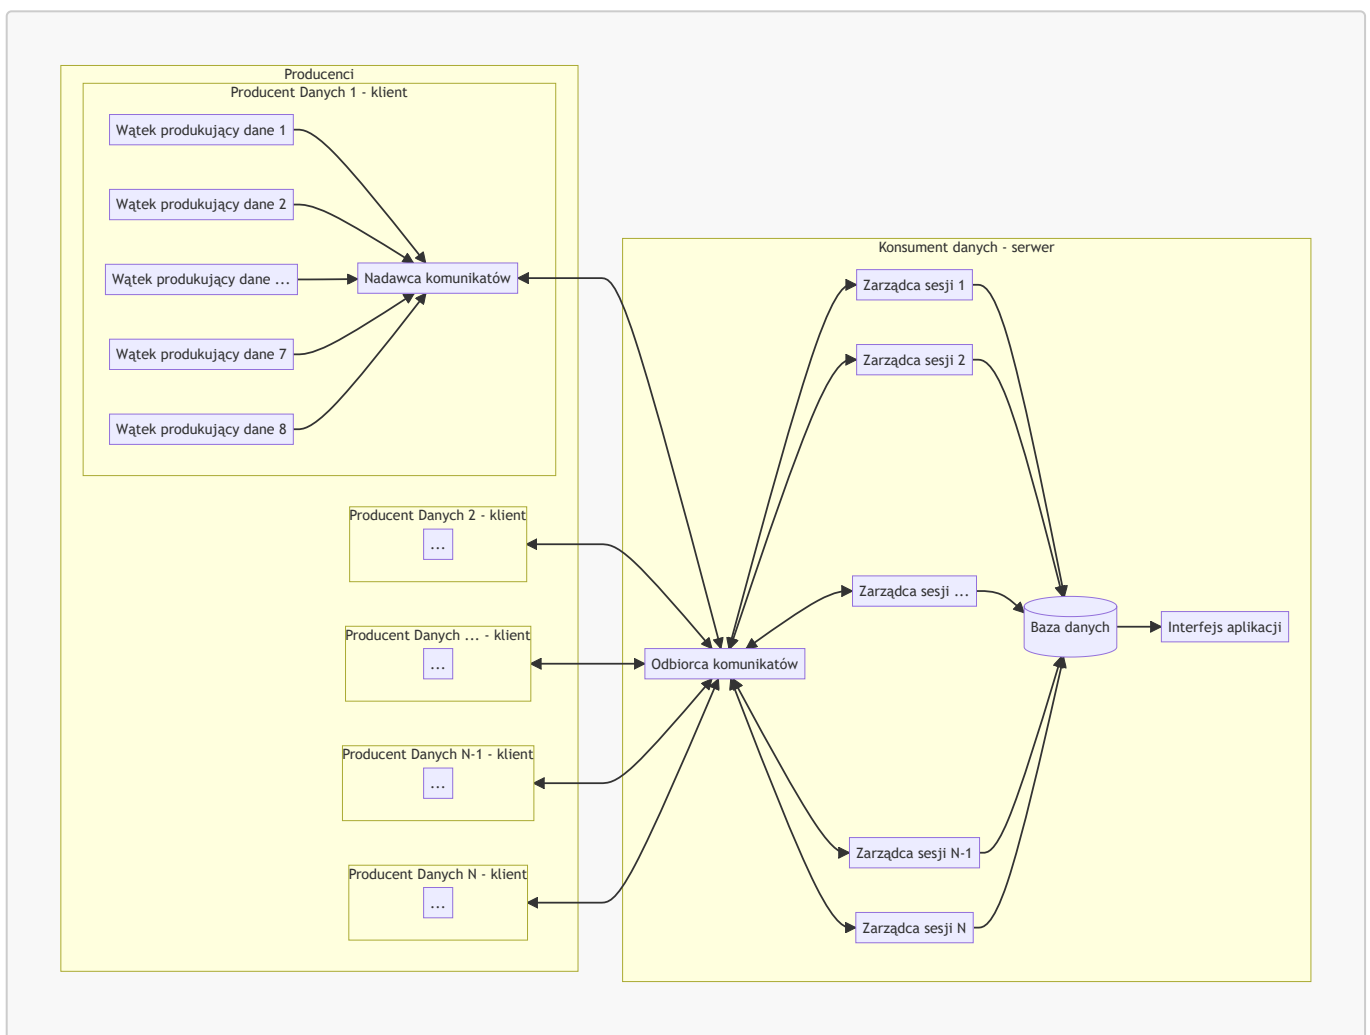 Producenci
Producent Danych 1 - klient
Wątek produkujący dane 1
Wątek produkujący dane 2
Wątek produkujący dane ...
Wątek produkujący dane 7
Wątek produkujący dane 8
Nadawca komunikatów
Producent Danych 2 - klient
...
Producent Danych ... - klient
...
Producent Danych N-1 - klient
...
Producent Danych N - klient
...
Konsument danych - serwer
Odbiorca komunikatów
Zarządca sesji 1
Zarządca sesji 2
Zarządca sesji ...
Zarządca sesji N-1
Zarządca sesji N
Baza danych
Interfejs aplikacji